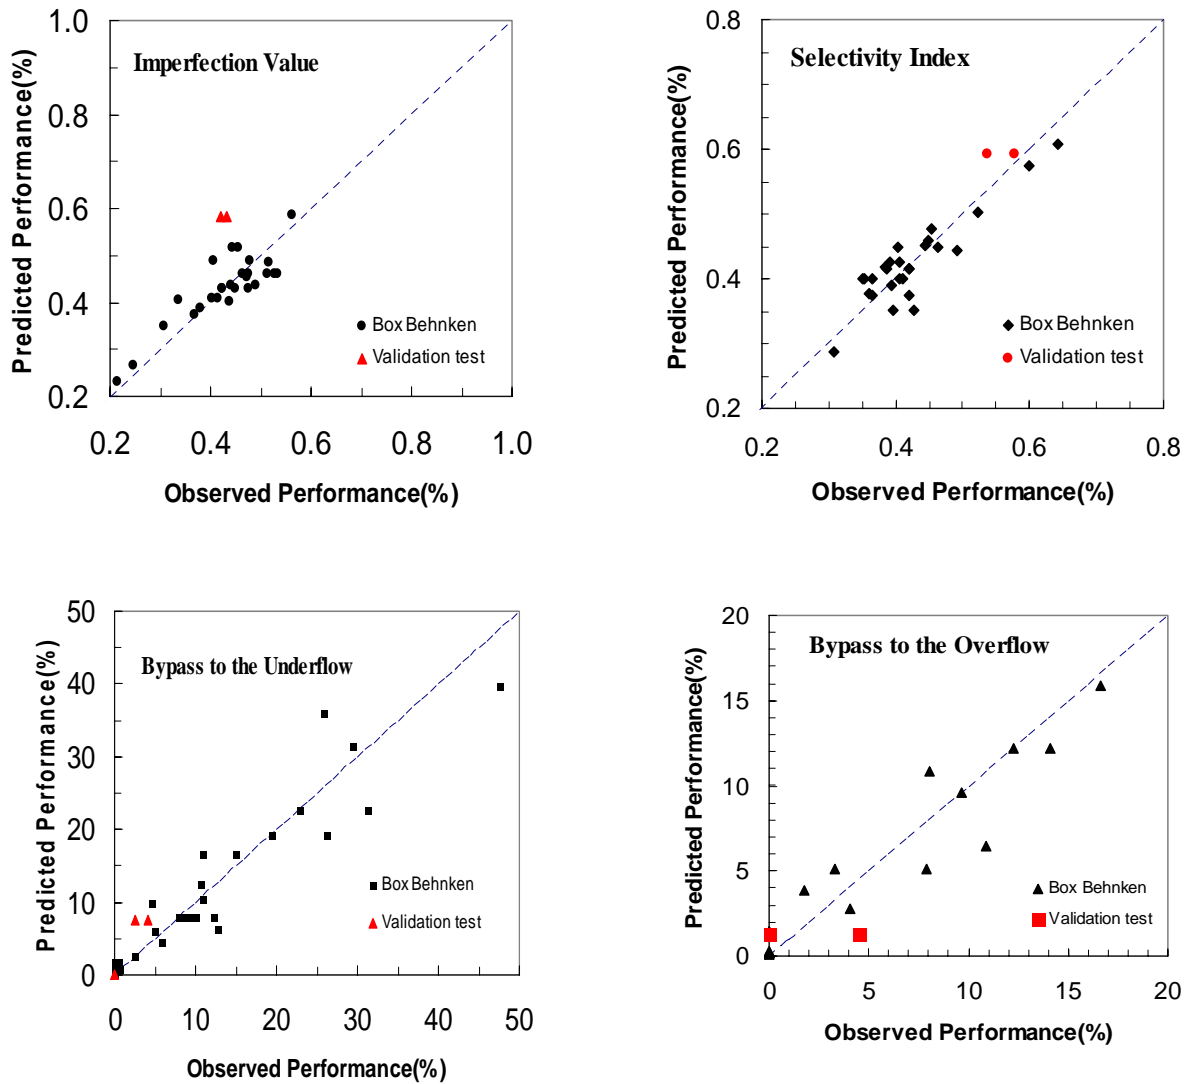 Imperfection Value
Predicted Performance(%)
1.0
0.8
0.6
0.4
0.2
Box Behnken
Validation test
0.2 0.4 0.6 0.8 1.0
Observed Performance(%)
Selectivity Index
Predicted Performance(%)
0.8
0.6
0.4
0.2
Box Behnken
Validation test
0.2 0.4 0.6 0.8
Observed Performance(%)
Bypass to the Underflow
Predicted Performance(%)
50
40
30
20
10
0
Box Behnken
Validation test
0 10 20 30 40 50
Observed Performance(%)
Bypass to the Overflow
Predicted Performance(%)
20
15
10
5
0
Box Behnken
Validation test
0 5 10 15 20
Observed Performance(%)